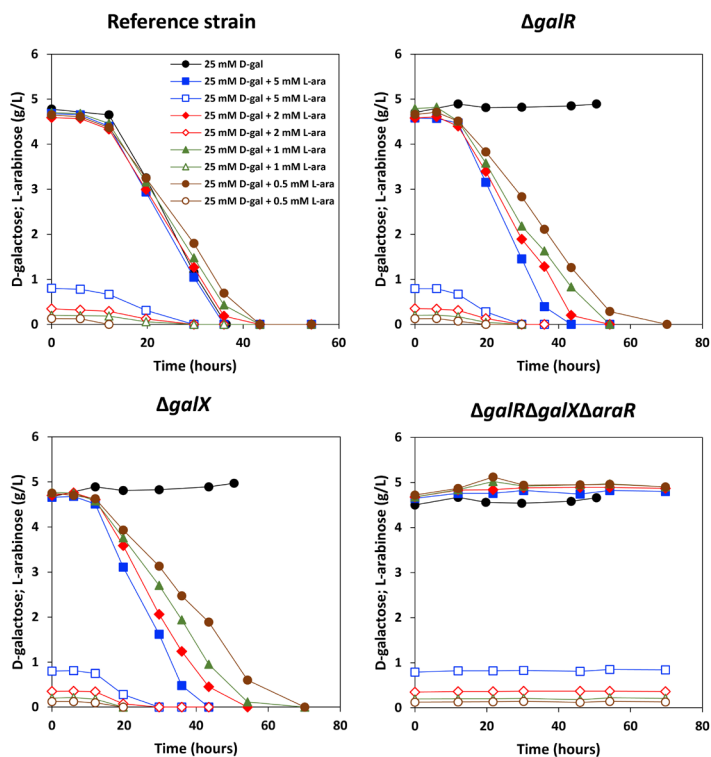 Reference strain
D-galactose; L-arabinose (g/L)
6
5
4
3
2
1
0
0 20 40 60
Time (hours)
25 mM D-gal
25 mM D-gal + 5 mM L-ara
25 mM D-gal + 5 mM L-ara
25 mM D-gal + 2 mM L-ara
25 mM D-gal + 2 mM L-ara
25 mM D-gal + 1 mM L-ara
25 mM D-gal + 1 mM L-ara
25 mM D-gal + 0.5 mM L-ara
25 mM D-gal + 0.5 mM L-ara
ΔgalR
D-galactose; L-arabinose (g/L)
6
5
4
3
2
1
0
0 20 40 60 80
Time (hours)
ΔgalX
D-galactose; L-arabinose (g/L)
6
5
4
3
2
1
0
0 20 40 60 80
Time (hours)
ΔgalRΔgalXΔaraR
D-galactose; L-arabinose (g/L)
6
5
4
3
2
1
0
0 20 40 60 80
Time (hours)